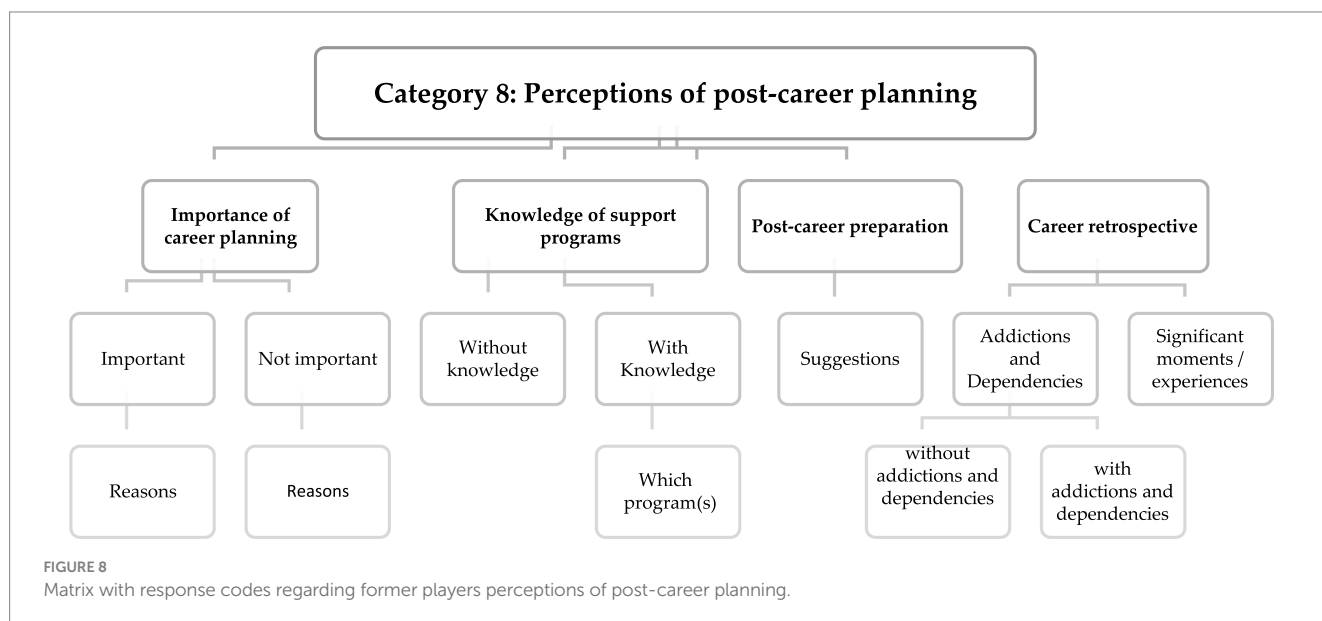 Category 8: Perceptions of post-career planning
Importance of
career planning
Knowledge of support
programs
Post-career preparation
Career retrospective
Important
Not important
Without
knowledge
With
Knowledge
Suggestions
Addictions
and
Dependencies
Significant
moments /
experiences
Reasons
Reasons
Which
program(s)
without
addictions and
dependencies
with
addictions and
dependencies
FIGURE 8
Matrix with response codes regarding former players perceptions of post-career planning.